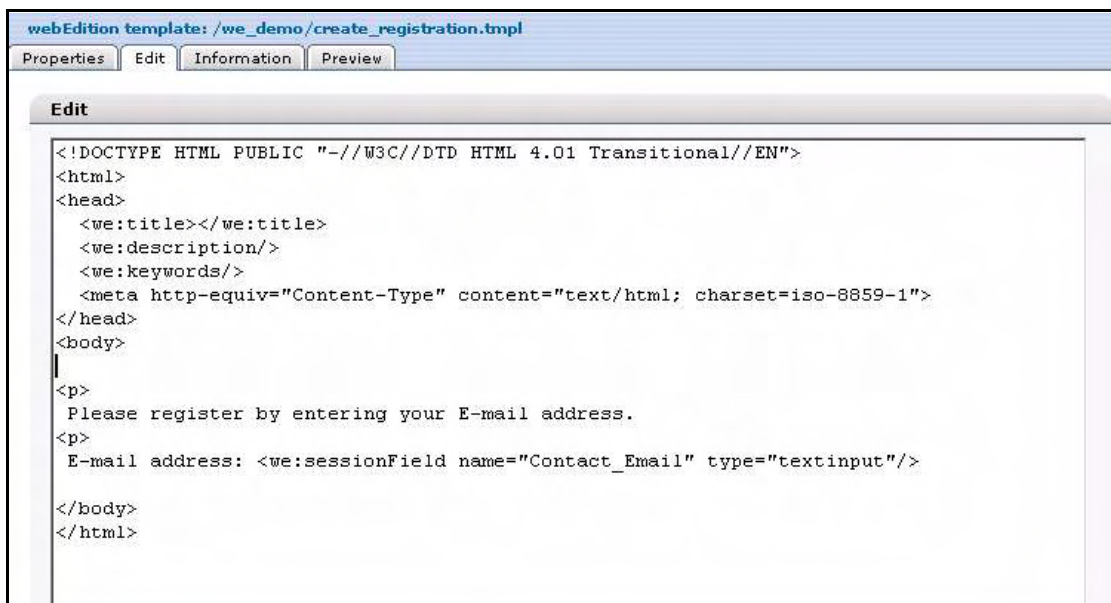 webEdition template: /we_demo/create_registration.tmpl
Properties Edit Information Preview
Edit
<!DOCTYPE HTML PUBLIC "-//W3C//DTD HTML 4.01 Transitional//EN">
<html>
<head>
  <we:title></we:title>
  <we:description/>
  <we:keywords/>
  <meta http-equiv="Content-Type" content="text/html; charset=iso-8859-1">
</head>
<body>
<p>
 Please register by entering your E-mail address.
<p>
 E-mail address: <we:sessionField name="Contact_Email" type="textinput"/>
</body>
</html>